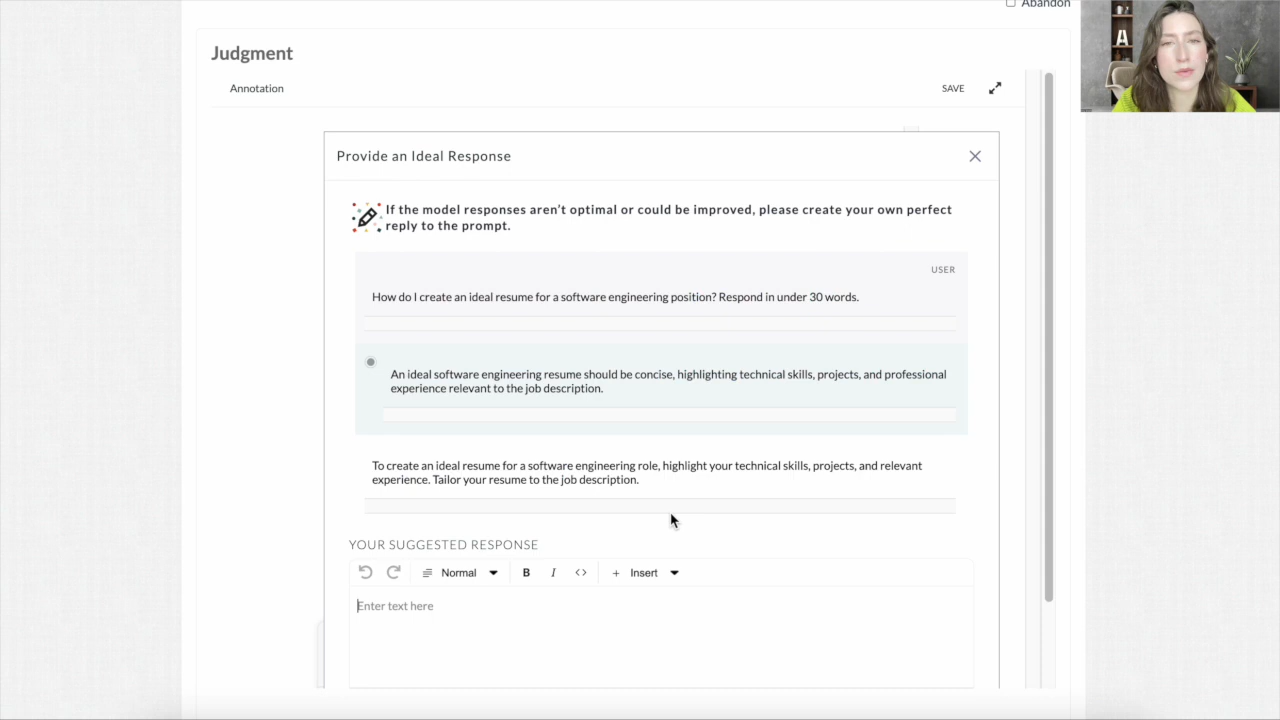 Abandon
Judgment
Annotation
SAVE
Provide an Ideal Response
If the model responses aren’t optimal or could be improved, please create your own perfect
reply to the prompt.
USER
How do I create an ideal resume for a software engineering position? Respond in under 30 words.
An ideal software engineering resume should be concise, highlighting technical skills, projects, and professional
experience relevant to the job description.
To create an ideal resume for a software engineering role, highlight your technical skills, projects, and relevant
experience. Tailor your resume to the job description.
YOUR SUGGESTED RESPONSE
Normal
B
I
<>
+ Insert
Enter text here
A